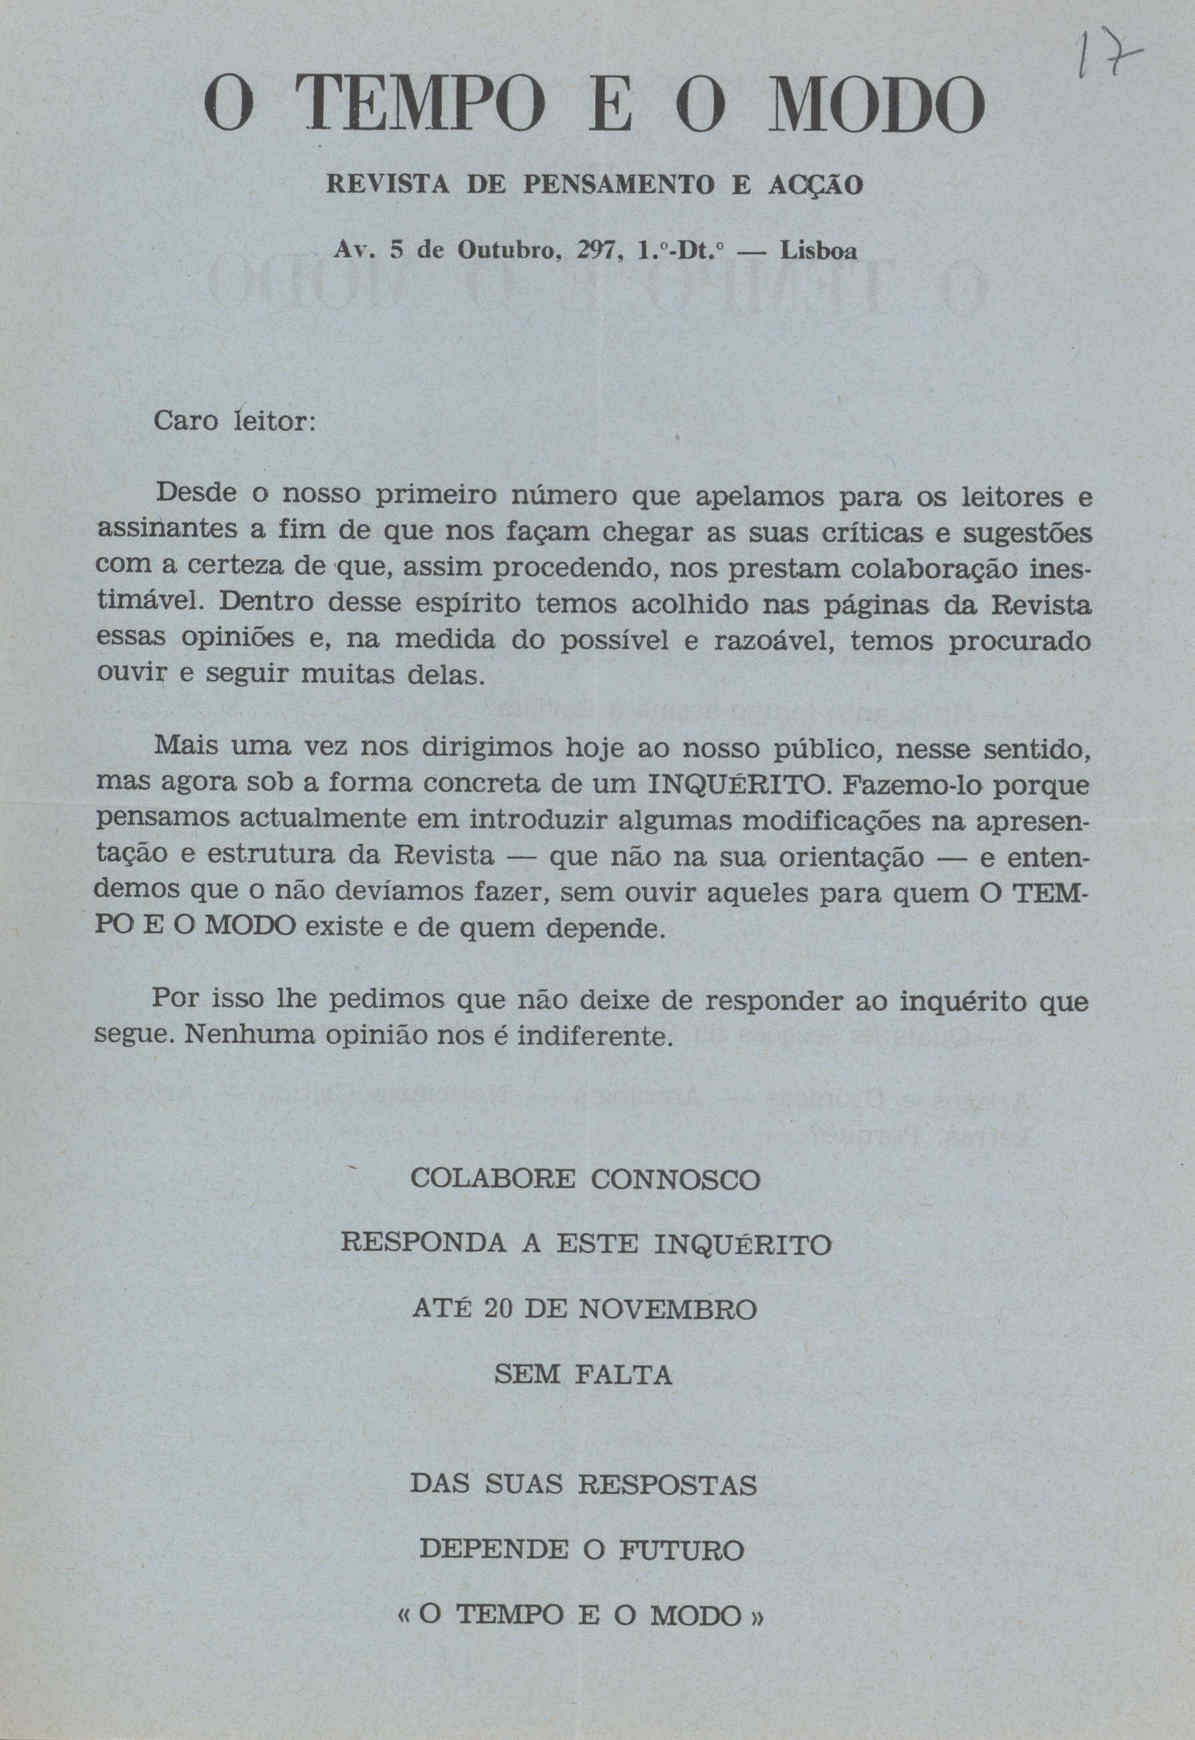 17
O TEMPO E O MODO
REVISTA DE PENSAMENTO E ACÇÃO
Av. 5 de Outubro, 297, 1.º-Dt.º — Lisboa
Caro leitor:
Desde o nosso primeiro número que apelamos para os leitores e
assinantes a fim de que nos façam chegar as suas críticas e sugestões
com a certeza de que, assim procedendo, nos prestam colaboração ines-
timável. Dentro desse espírito temos acolhido nas páginas da Revista
essas opiniões e, na medida do possível e razoável, temos procurado
ouvir e seguir muitas delas.
Mais uma vez nos dirigimos hoje ao nosso público, nesse sentido,
mas agora sob a forma concreta de um INQUÉRITO. Fazemo-lo porque
pensamos actualmente em introduzir algumas modificações na apresen-
tação e estrutura da Revista — que não na sua orientação — e enten-
demos que o não devíamos fazer, sem ouvir aqueles para quem O TEM-
PO E O MODO existe e de quem depende.
Por isso lhe pedimos que não deixe de responder ao inquérito que
segue. Nenhuma opinião nos é indiferente.
COLABORE CONNOSCO
RESPONDA A ESTE INQUÉRITO
ATÉ 20 DE NOVEMBRO
SEM FALTA
DAS SUAS RESPOSTAS
DEPENDE O FUTURO
« O TEMPO E O MODO »